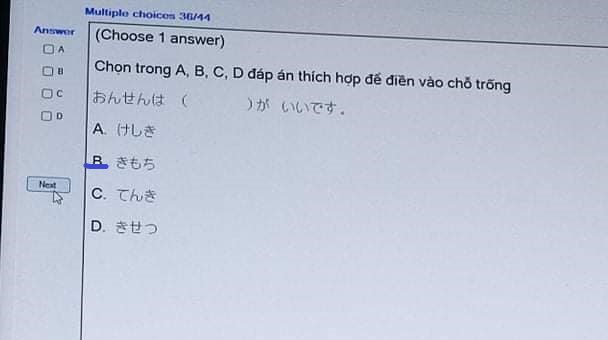 Multiple choices 36/44
Answer
A
B
C
D
Next
(Choose 1 answer)
Chọn trong A, B, C, D đáp án thích hợp để điền vào chỗ trống
おんせんは ( )が いいです.
A. けしき
B. きもち
C. てんき
D. きせつ